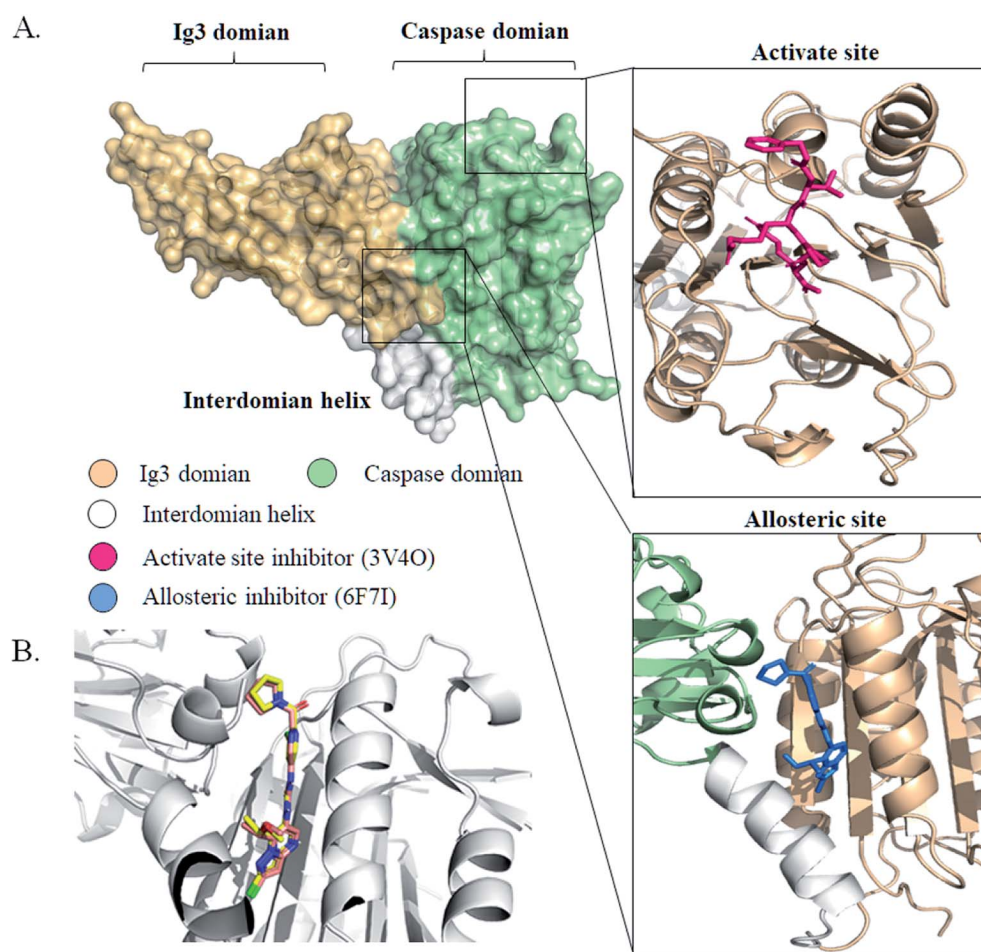 A.
Ig3 domian
Caspase domian
Activate site
Interdomian helix
Ig3 domian
Caspase domian
Interdomian helix
Activate site inhibitor (3V4O)
Allosteric inhibitor (6F7I)
Allosteric site
B.